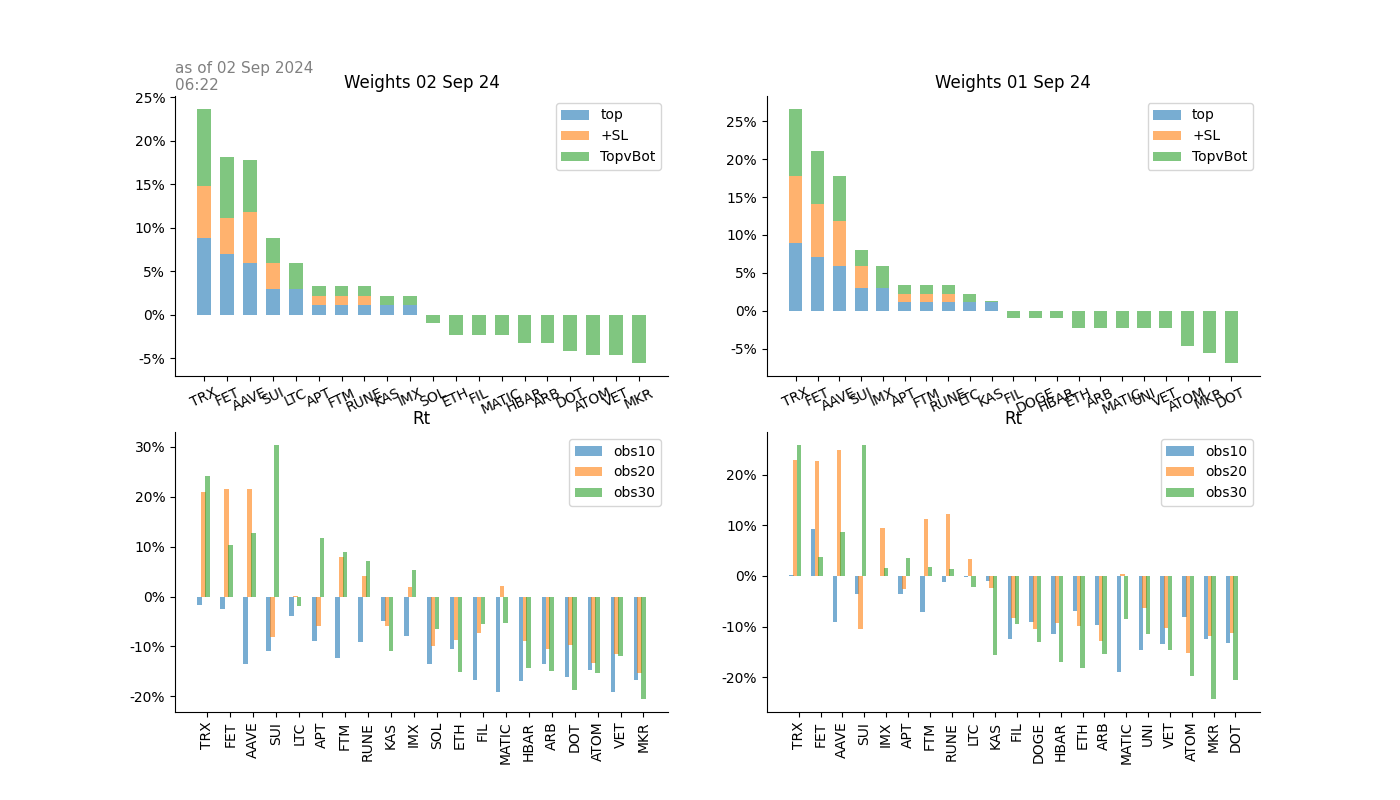 as of 02 Sep 2024
06:22
Weights 02 Sep 24
25%
20%
15%
10%
5%
0%
-5%
top
+SL
TopvBot
TRX FET AAVE SUI LTC APT FTM RUNE KAS IMX SOL ETH FIL MATIC HBAR ARB DOT ATOM VET MKR
Weights 01 Sep 24
25%
20%
15%
10%
5%
0%
-5%
top
+SL
TopvBot
TRX FET AAVE SUI IMX APT FTM RUNE LTC KAS FIL DOGE HBAR ETH ARB MATIC UNI VET ATOM MKR DOT
Rt
30%
20%
10%
0%
-10%
-20%
obs10
obs20
obs30
TRX FET AAVE SUI LTC APT FTM RUNE KAS IMX SOL ETH FIL MATIC HBAR ARB DOT ATOM VET MKR
Rt
20%
10%
0%
-10%
-20%
obs10
obs20
obs30
TRX FET AAVE SUI IMX APT FTM RUNE LTC KAS FIL DOGE HBAR ETH ARB MATIC UNI VET ATOM MKR DOT